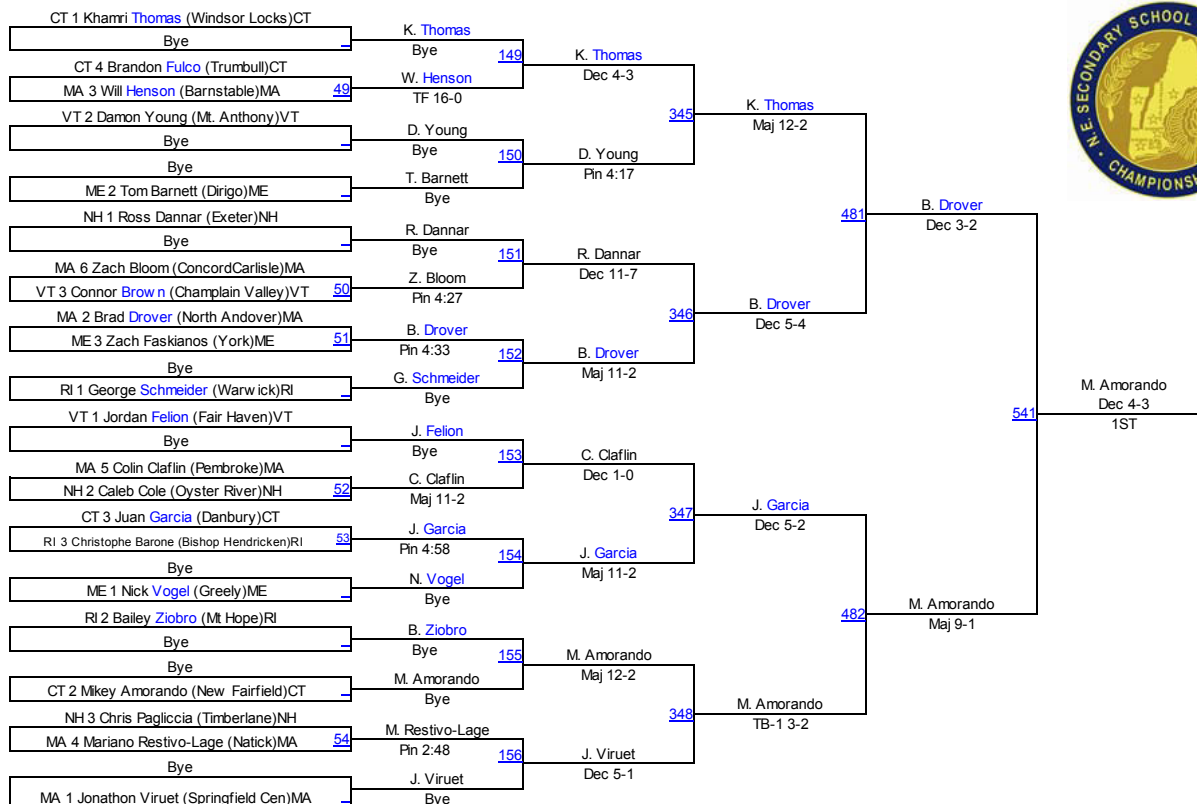 CT 1 Khamri Thomas (Windsor Locks)CT
Bye
CT 4 Brandon Fulco (Trumbull)CT
MA 3 Will Henson (Barnstable)MA 49
VT 2 Damon Young (Mt. Anthony)VT
Bye
Bye
ME 2 Tom Barnett (Dirigo)ME
NH 1 Ross Dannar (Exeter)NH
Bye
MA 6 Zach Bloom (ConcordCarlisle)MA
VT 3 Connor Brown (Champlain Valley)VT 50
MA 2 Brad Drover (North Andover)MA
ME 3 Zach Faskianos (York)ME 51
Bye
RI 1 George Schmeider (Warwick)RI
VT 1 Jordan Felion (Fair Haven)VT
Bye
MA 5 Colin Claflin (Pembroke)MA
NH 2 Caleb Cole (Oyster River)NH 52
CT 3 Juan Garcia (Danbury)CT
RI 3 Christophe Barone (Bishop Hendricken)RI 53
Bye
ME 1 Nick Vogel (Greely)ME
RI 2 Bailey Ziobro (Mt Hope)RI
Bye
Bye
CT 2 Mikey Amorando (New Fairfield)CT
NH 3 Chris Pagliccia (Timberlane)NH
MA 4 Mariano Restivo-Lage (Natick)MA 54
Bye
MA 1 Jonathon Viruet (Springfield Cen)MA
K. Thomas
Bye
149
W. Henson
TF 16-0
D. Young
Bye
150
T. Barnett
Bye
R. Dannar
Bye
151
Z. Bloom
Pin 4:27
B. Drover
Pin 4:33
152
G. Schmeider
Bye
J. Felion
Bye
153
C. Claflin
Maj 11-2
J. Garcia
Pin 4:58
154
N. Vogel
Bye
B. Ziobro
Bye
155
M. Amorando
Bye
M. Restivo-Lage
Pin 2:48
156
J. Viruet
Bye
K. Thomas
Dec 4-3
345
D. Young
Pin 4:17
R. Dannar
Dec 11-7
346
B. Drover
Maj 11-2
C. Claflin
Dec 1-0
347
J. Garcia
Maj 11-2
M. Amorando
Maj 12-2
348
J. Viruet
Dec 5-1
K. Thomas
Maj 12-2
481
B. Drover
Dec 5-4
J. Garcia
Dec 5-2
482
M. Amorando
TB-1 3-2
B. Drover
Dec 3-2
541
M. Amorando
Maj 9-1
M. Amorando
Dec 4-3
1ST
N.E. SECONDARY SCHOOL
CHAMPIONSH